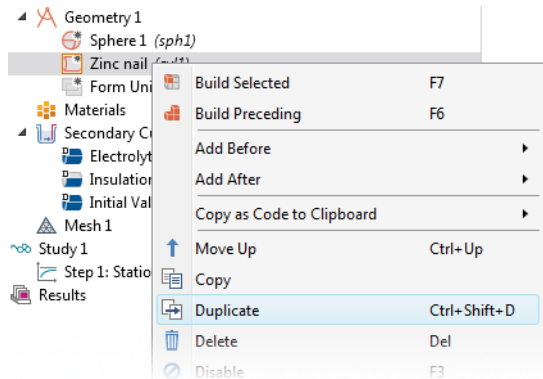 Geometry 1
Sphere 1 (sph1)
Zinc nail
Form Uni
Materials
Secondary Cu
Electrolyt
Insulation
Initial Val
Mesh 1
Study 1
Step 1: Statio
Results
Build Selected F7
Build Preceding F6
Add Before
Add After
Copy as Code to Clipboard
Move Up Ctrl+Up
Copy
Duplicate Ctrl+Shift+D
Delete Del
Disable F3